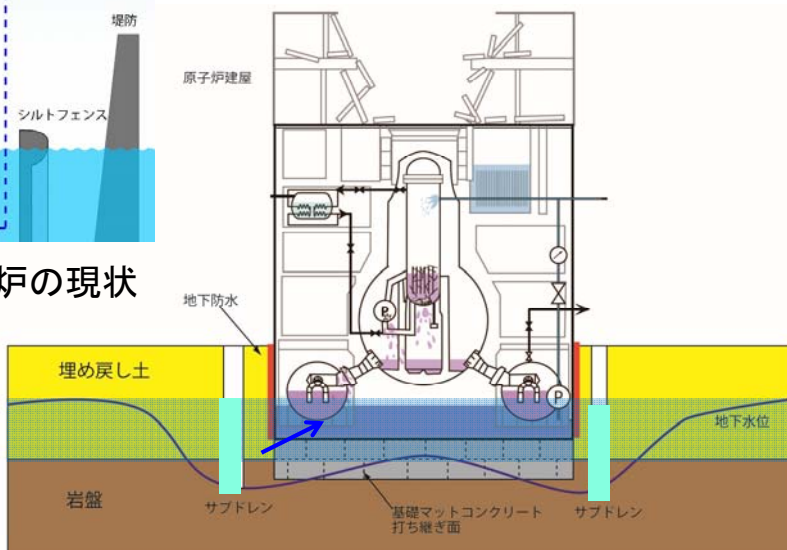 堤防
シルトフェンス
炉の現状
原子炉建屋
地下防水
埋め戻し土
P
P
地下水位
岩盤
サブドレン
基礎マットコンクリート
打ち継ぎ面
サブドレン